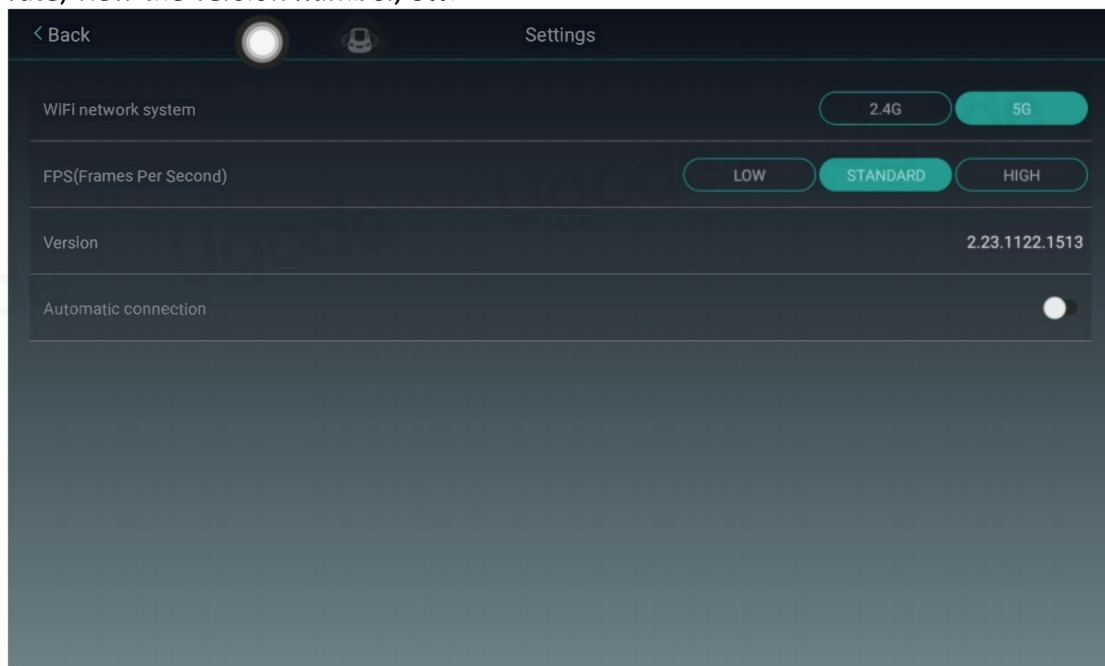 < Back
Settings
WIFI network system
2.4G
5G
FPS(Frames Per Second)
LOW
STANDARD
HIGH
Version
2.23.1122.1513
Automatic connection
Ugode